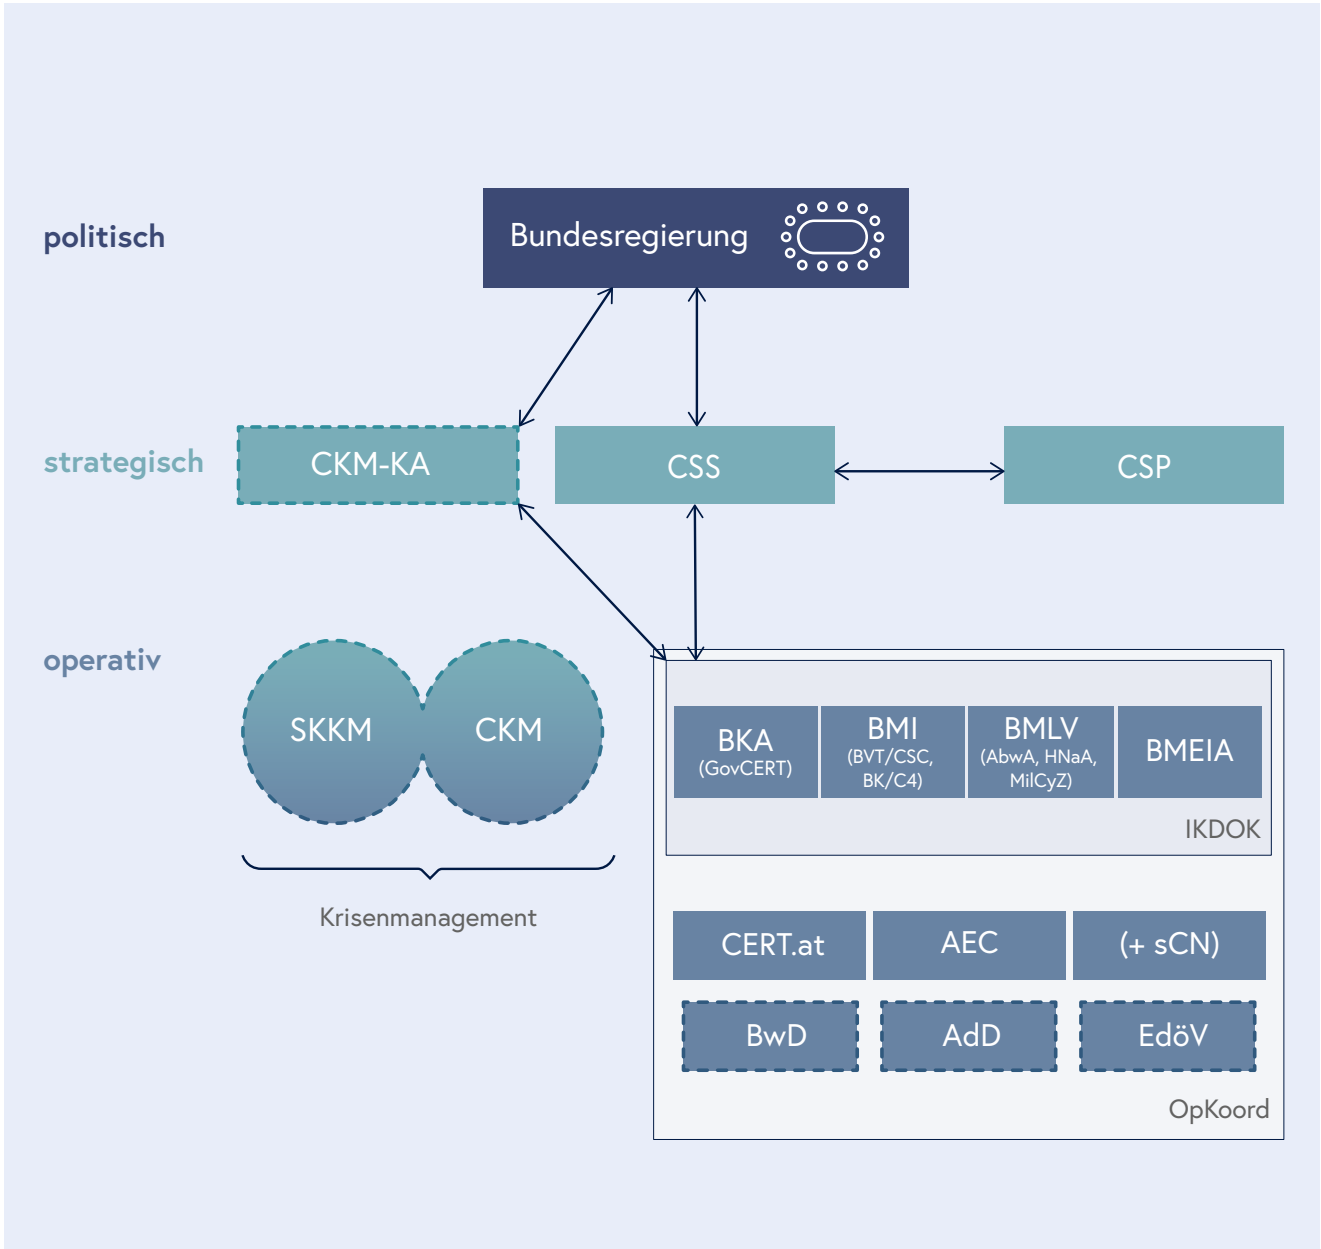 politisch
Bundesregierung
strategisch
CKM-KA
CSS
CSP
operativ
SKKM
CKM
Krisenmanagement
BKA
(GovCERT)
BMI
(BVT/CSC,
BK/C4)
BMLV
(AbwA, HNaA,
MilCyZ)
BMEIA
IKDOK
CERT.at
AEC
(+ sCN)
BwD
AdD
EdöV
OpKoord